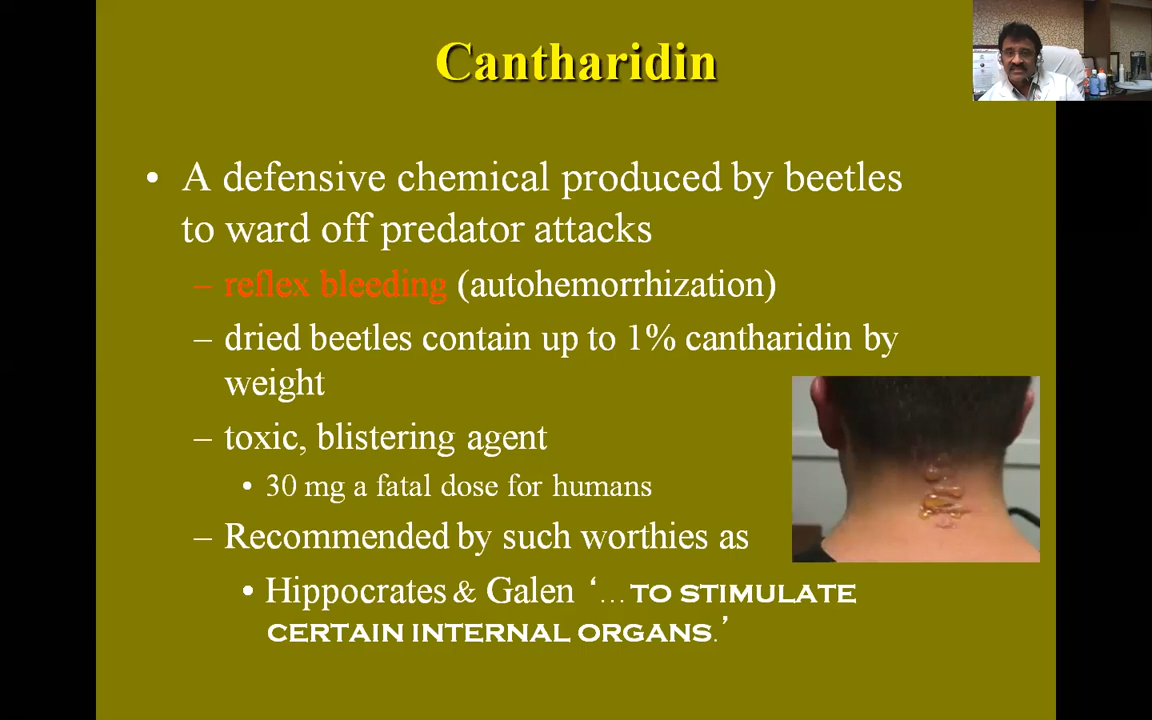 Cantharidin
• A defensive chemical produced by beetles
to ward off predator attacks
– reflex bleeding (autohemorrhization)
– dried beetles contain up to 1% cantharidin by
weight
– toxic, blistering agent
• 30 mg a fatal dose for humans
– Recommended by such worthies as
• Hippocrates & Galen ‘…TO STIMULATE
CERTAIN INTERNAL ORGANS.’